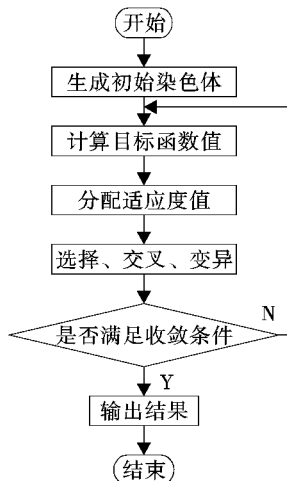 开始
生成初始染色体
计算目标函数值
分配适应度值
选择、交叉、变异
是否满足收敛条件
N
Y
输出结果
结束